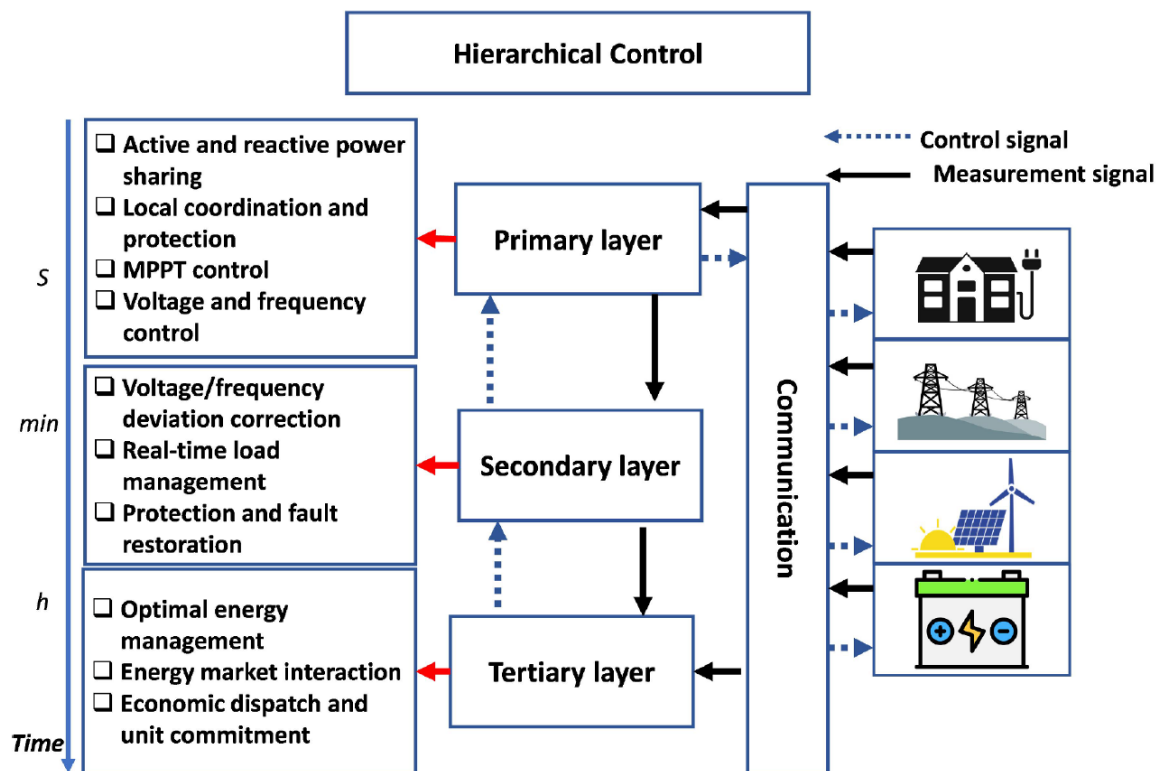 Hierarchical Control
Control signal
Measurement signal
❑ Active and reactive power
sharing
❑ Local coordination and
protection
❑ MPPT control
❑ Voltage and frequency
control
S
Primary layer
❑ Voltage/frequency
deviation correction
❑ Real-time load
management
❑ Protection and fault
restoration
min
Secondary layer
Communication
❑ Optimal energy
management
❑ Energy market interaction
❑ Economic dispatch and
unit commitment
h
Tertiary layer
Time